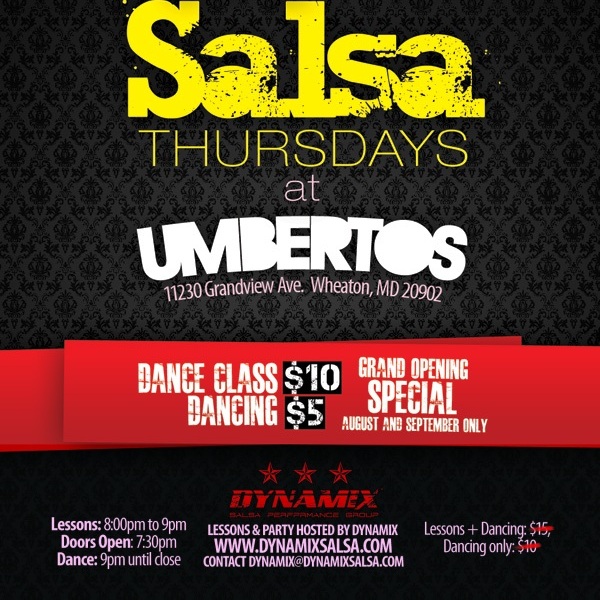 Salsa
THURSDAYS
at
UMBERTOS
11230 Grandview Ave. Wheaton, MD 20902
DANCE CLASS $10
DANCING $5
GRAND OPENING
SPECIAL
AUGUST AND SEPTEMBER ONLY
DYNAMIX
SALSA PERFORMANCE GROUP
Lessons: 8:00pm to 9pm
Doors Open: 7:30pm
Dance: 9pm until close
LESSONS & PARTY HOSTED BY DYNAMIX
WWW.DYNAMIXSALSA.COM
CONTACT DYNAMIX@DYNAMIXSALSA.COM
Lessons + Dancing: $15,
Dancing only: $10